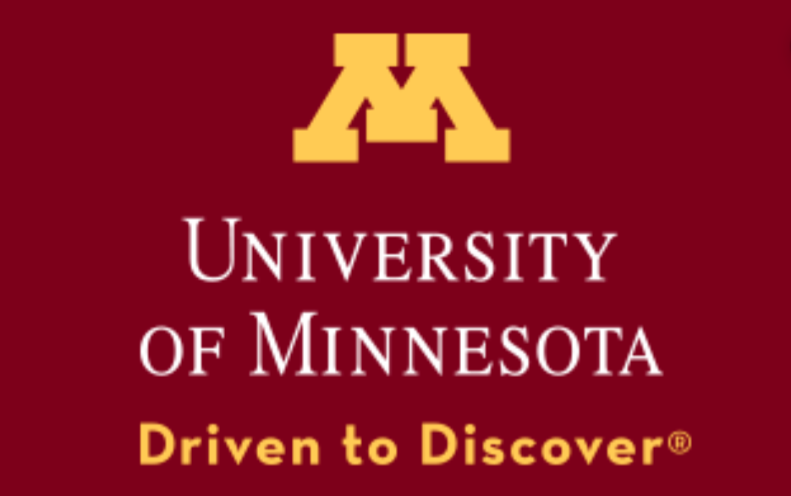 M
UNIVERSITY
OF MINNESOTA
Driven to Discover®